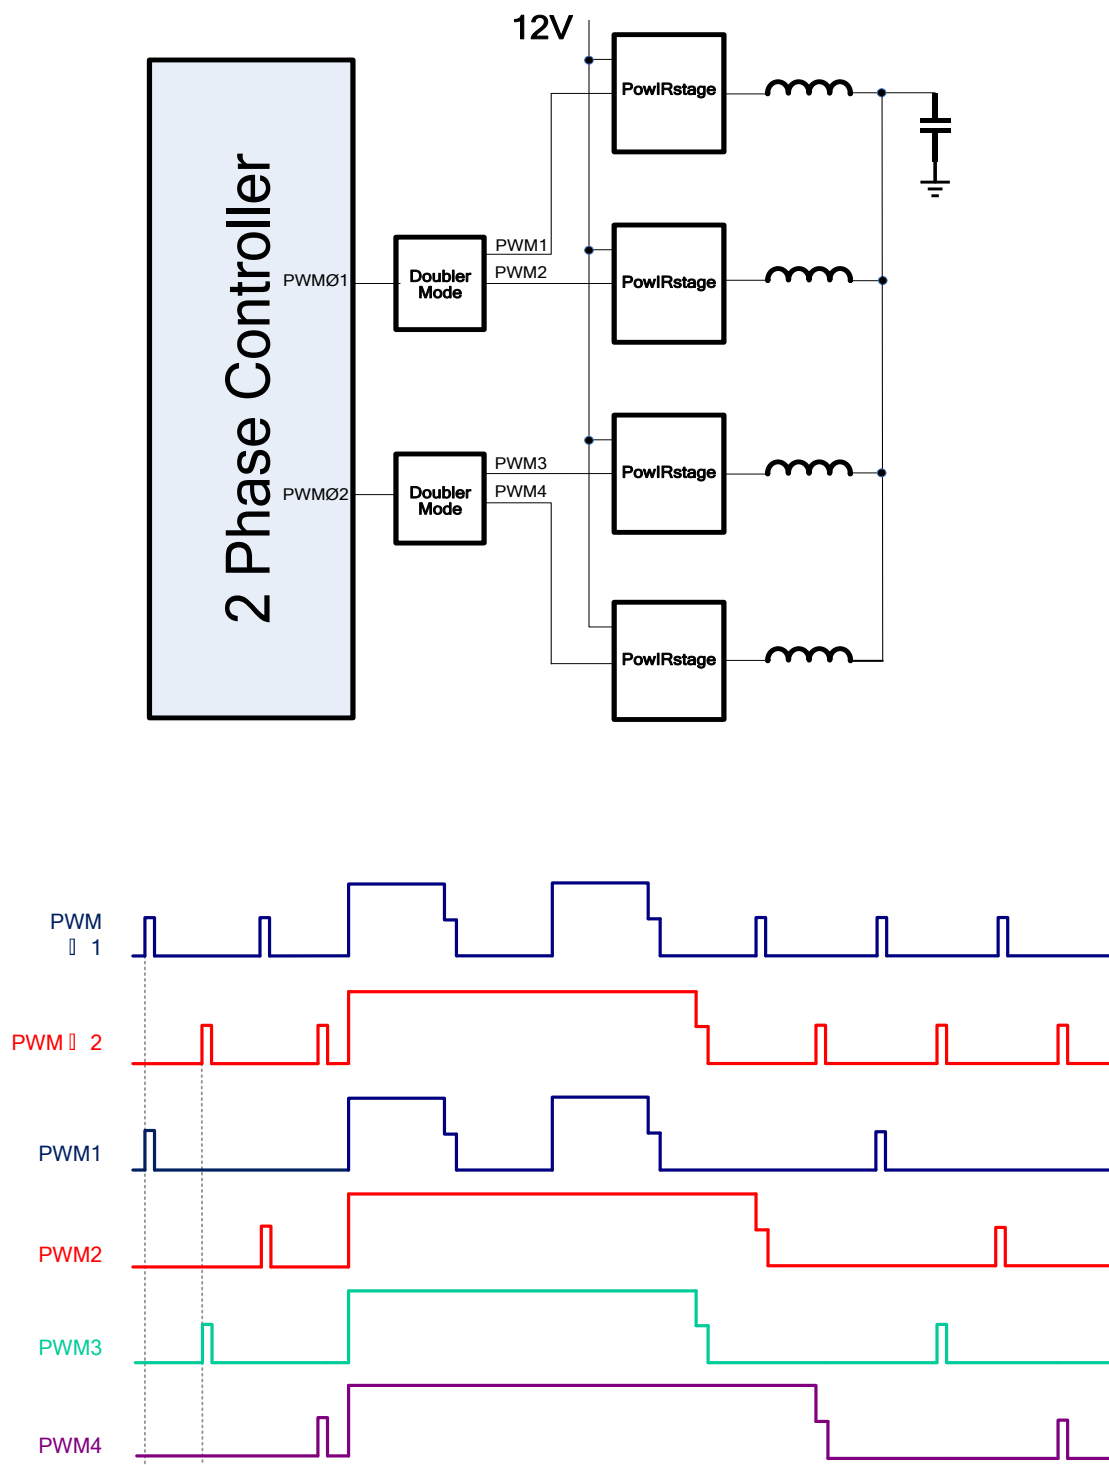 12V
PowIRstage
2 Phase Controller
PWM1
PWMØ1
Doubler
Mode
PWM2
PowIRstage
PWM3
PowIRstage
PWMØ2
Doubler
Mode
PWM4
PowIRstage
PWM
▯ 1
PWM ▯ 2
PWM1
PWM2
PWM3
PWM4